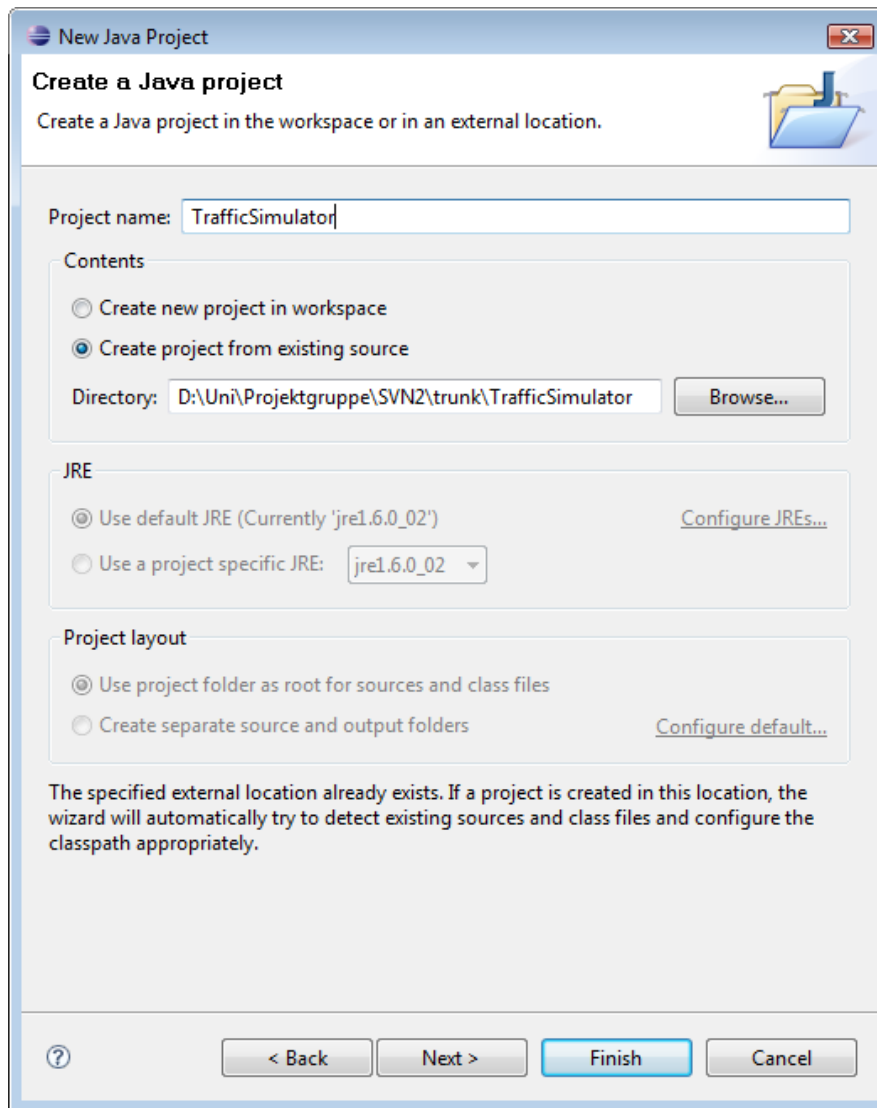 New Java Project
Create a Java project
Create a Java project in the workspace or in an external location.
Project name: TrafficSimulator
Contents
Create new project in workspace
Create project from existing source
Directory: D:\Uni\Projektgruppe\SVN2\trunk\TrafficSimulator Browse...
JRE
Use default JRE (Currently 'jre1.6.0_02') Configure JREs...
Use a project specific JRE: jre1.6.0_02
Project layout
Use project folder as root for sources and class files
Create separate source and output folders Configure default...
The specified external location already exists. If a project is created in this location, the
wizard will automatically try to detect existing sources and class files and configure the
classpath appropriately.
? < Back Next > Finish Cancel